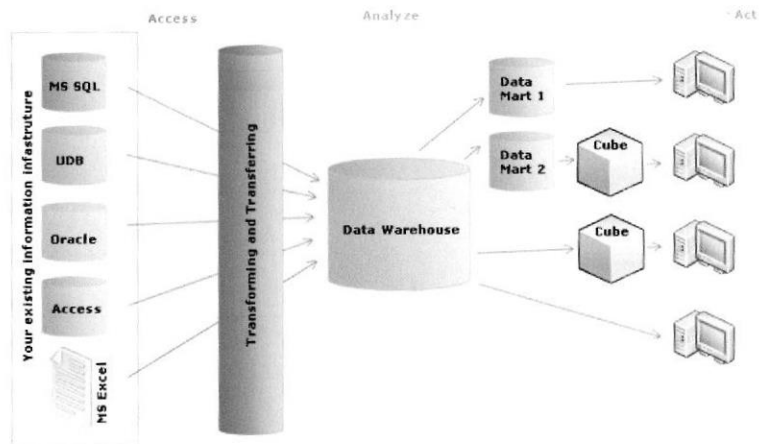 Access
Analyze
Act
Your existing information infastruture
MS SQL
UDB
Oracle
Access
MS Excel
Transforming and Transferring
Data Warehouse
Data
Mart 1
Data
Mart 2
Cube
Cube